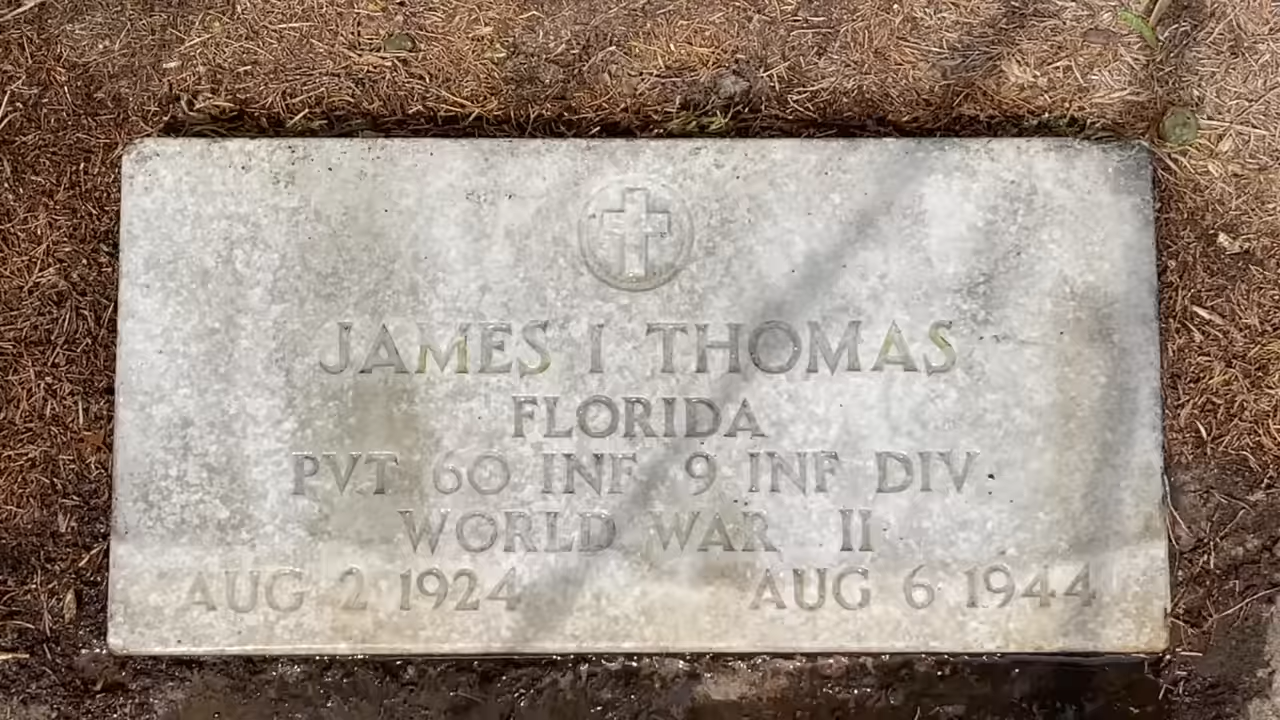 JAMES I THOMAS
FLORIDA
PVT 60 INF 9 INF DIV
WORLD WAR II
AUG 2 1924 AUG 6 1944